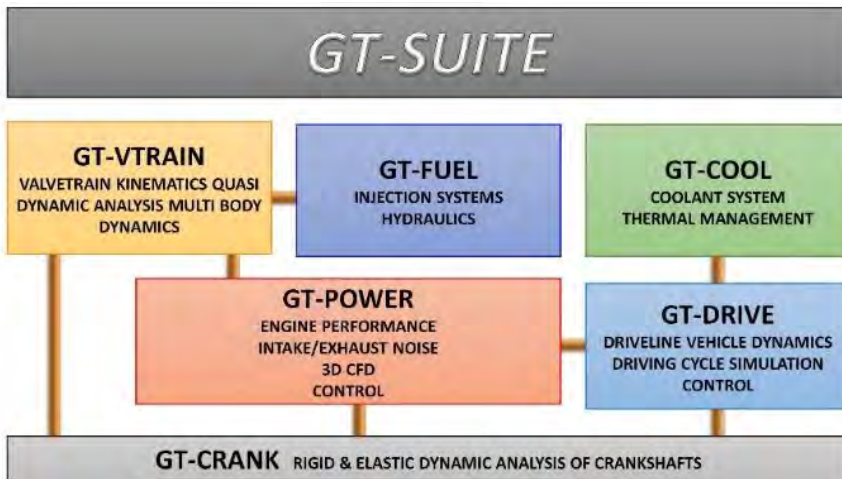 GT-SUITE
GT-VTRAIN
VALVETRAIN KINEMATICS QUASI
DYNAMIC ANALYSIS MULTI BODY
DYNAMICS
GT-FUEL
INJECTION SYSTEMS
HYDRAULICS
GT-COOL
COOLANT SYSTEM
THERMAL MANAGEMENT
GT-POWER
ENGINE PERFORMANCE
INTAKE/EXHAUST NOISE
3D CFD
CONTROL
GT-DRIVE
DRIVELINE VEHICLE DYNAMICS
DRIVING CYCLE SIMULATION
CONTROL
GT-CRANK RIGID & ELASTIC DYNAMIC ANALYSIS OF CRANKSHAFTS